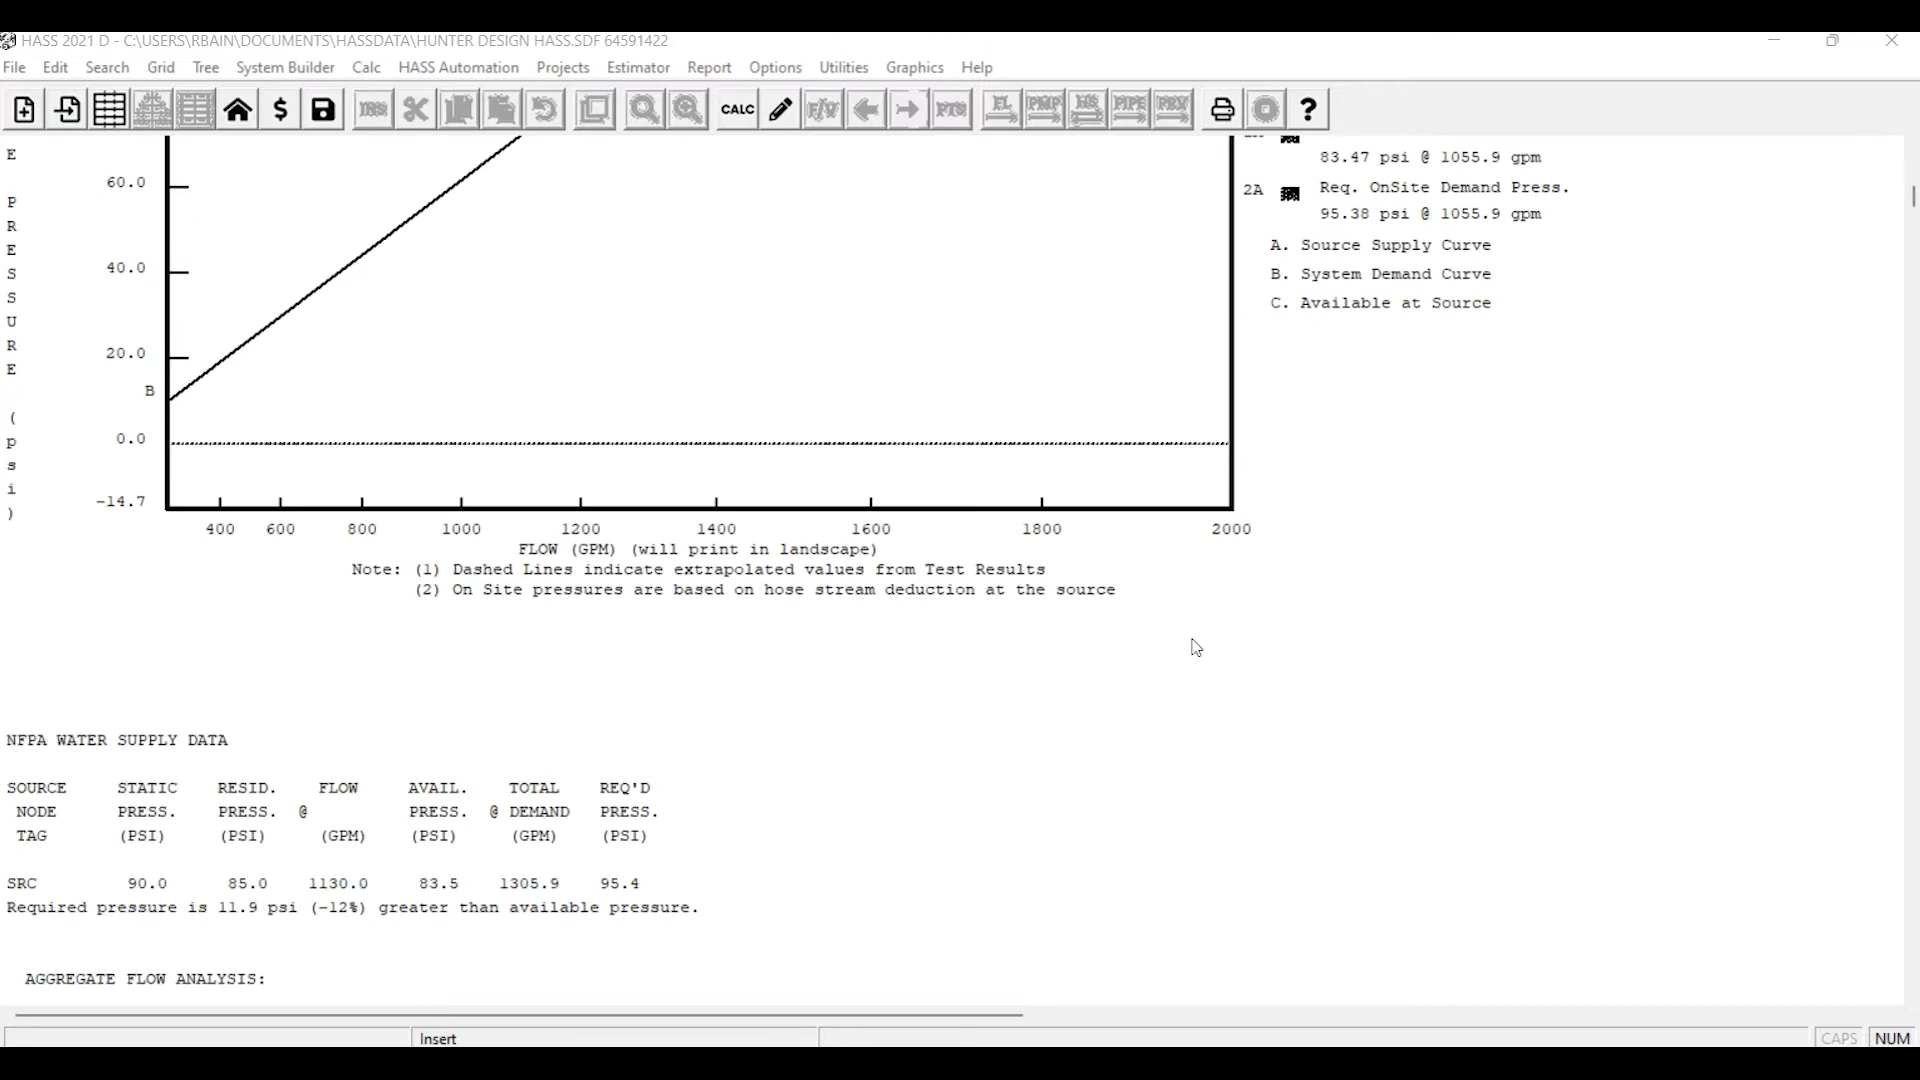 HASS 2021 D - C:\USERS\RBAIN\DOCUMENTS\HASSDATA\HUNTER DESIGN HASS.SDF 64591422
File Edit Search Grid Tree System Builder Calc HASS Automation Projects Estimator Report Options Utilities Graphics Help
$ INS CALC F/V PTS EL PMP HS PIPE PRV ?
E
P
R
E
S
S
U
R
E
(
p
s
i
)
60.0
40.0
20.0
B
0.0
-14.7
400 600 800 1000 1200 1400 1600 1800 2000
FLOW (GPM) (will print in landscape)
Note: (1) Dashed Lines indicate extrapolated values from Test Results
(2) On Site pressures are based on hose stream deduction at the source
83.47 psi @ 1055.9 gpm
2A Req. OnSite Demand Press.
95.38 psi @ 1055.9 gpm
A. Source Supply Curve
B. System Demand Curve
C. Available at Source
NFPA WATER SUPPLY DATA
SOURCE STATIC RESID. FLOW AVAIL. TOTAL REQ'D
NODE PRESS. PRESS. @ PRESS. @ DEMAND PRESS.
TAG (PSI) (PSI) (GPM) (PSI) (GPM) (PSI)
SRC 90.0 85.0 1130.0 83.5 1305.9 95.4
Required pressure is 11.9 psi (-12%) greater than available pressure.
AGGREGATE FLOW ANALYSIS:
Insert
CAPS NUM